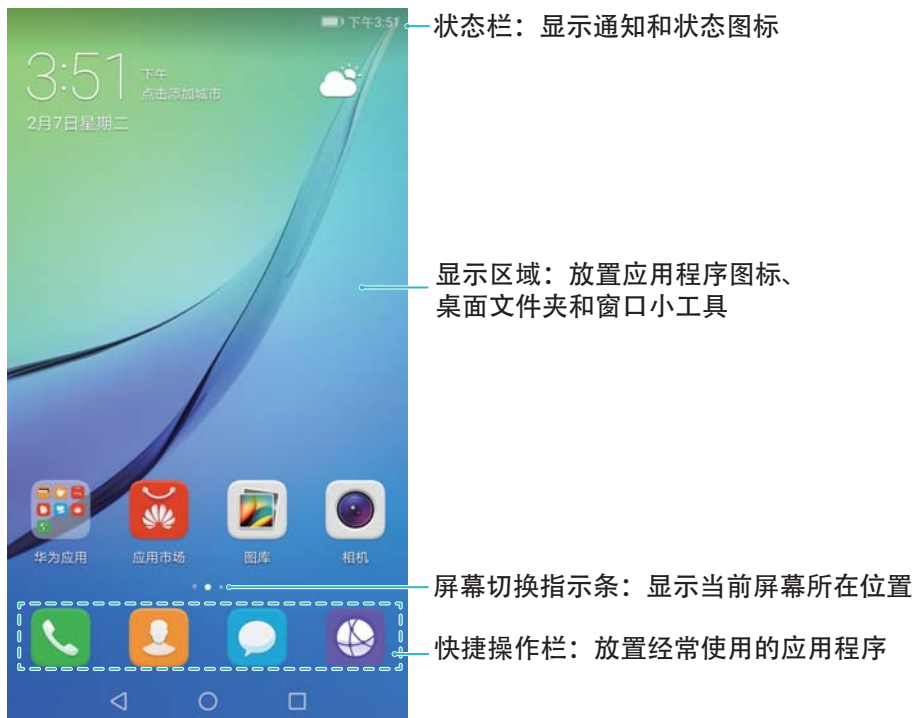 下午3:51
状态栏：显示通知和状态图标
3:51
下午
点击添加城市
2月7日星期二
显示区域：放置应用程序图标、
桌面文件夹和窗口小工具
华为应用
应用市场
图库
相机
屏幕切换指示条：显示当前屏幕所在位置
快捷操作栏：放置经常使用的应用程序